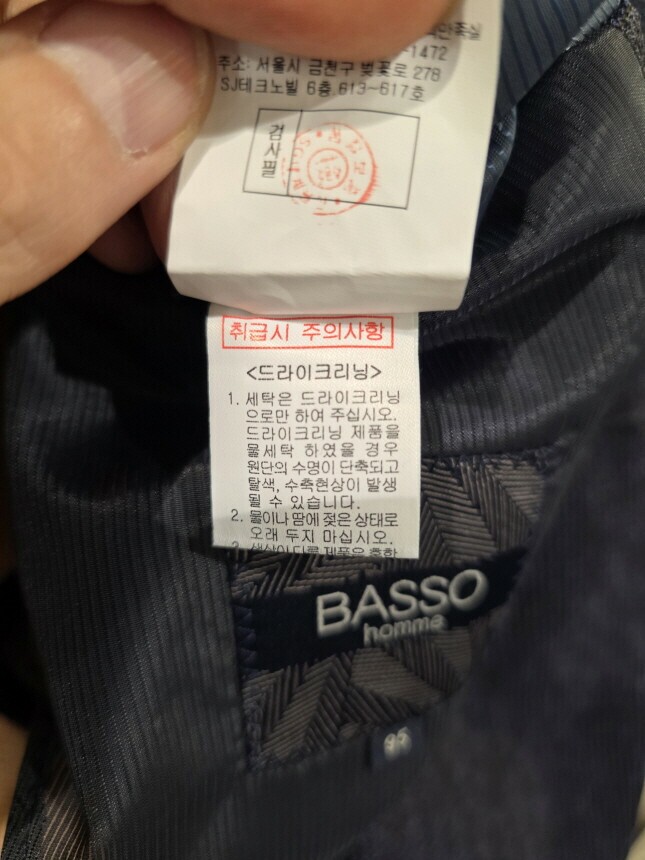 만족실
-1472
주소: 서울시 금천구 벚꽃로 278
SJ테크노빌 6층 613~617호
검사필
취급시 주의사항
<드라이크리닝>
1. 세탁은 드라이크리닝
으로만 하여 주십시오.
드라이크리닝 제품을
물세탁 하였을 경우
원단의 수명이 단축되고
탈색, 수축현상이 발생
될 수 있습니다.
2. 물이나 땀에 젖은 상태로
오래 두지 마십시오.
BASSO
homme
95